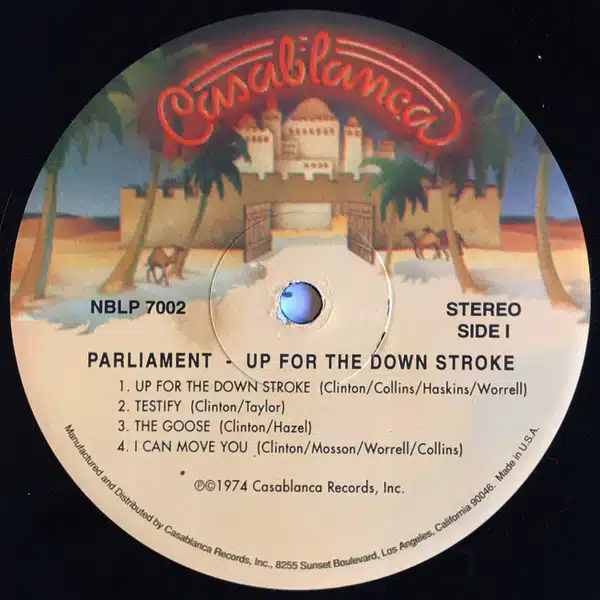 Casablanca
NBLP 7002
STEREO
SIDE I
PARLIAMENT - UP FOR THE DOWN STROKE
1. UP FOR THE DOWN STROKE (Clinton/Collins/Haskins/Worrell)
2. TESTIFY (Clinton/Taylor)
3. THE GOOSE (Clinton/Hazel)
4. I CAN MOVE YOU (Clinton/Mosson/Worrell/Collins)
℗©1974 Casablanca Records, Inc.
Manufactured and Distributed by Casablanca Records, Inc., 8255 Sunset Boulevard, Los Angeles, California 90046. Made in U.S.A.